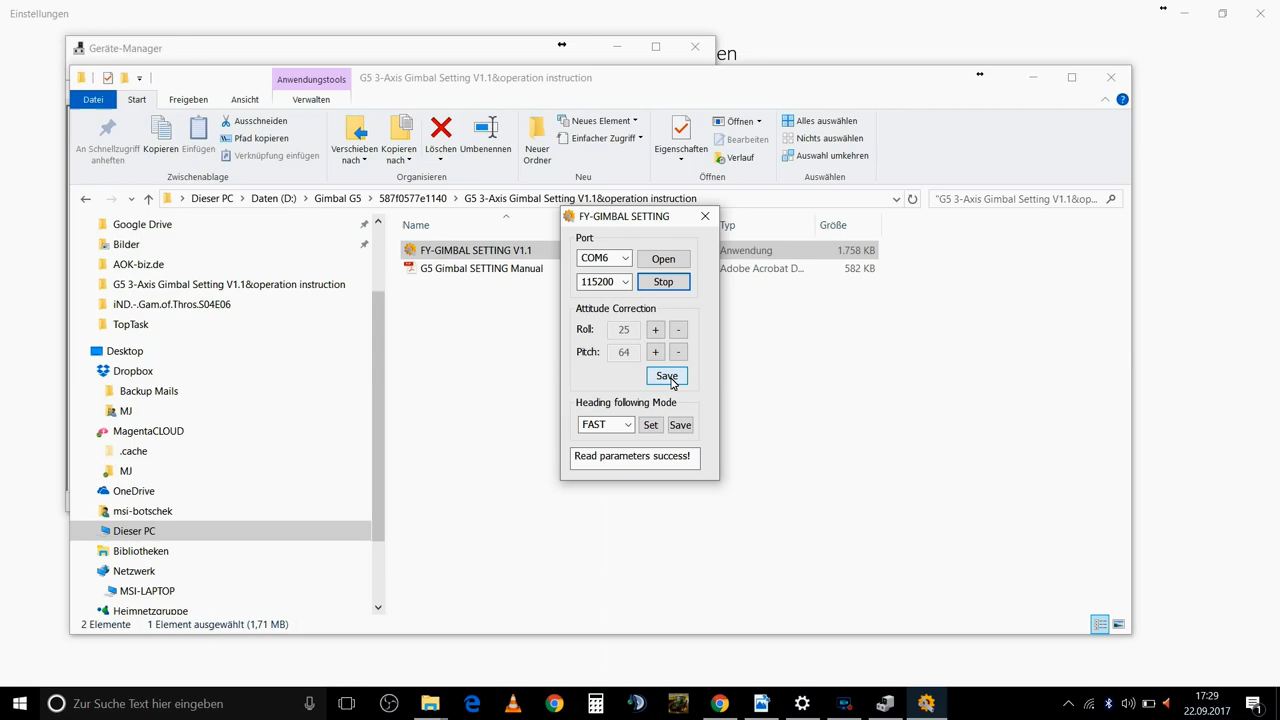 Einstellungen
Geräte-Manager
en
Anwendungstools
G5 3-Axis Gimbal Setting V1.1&operation instruction
Datei
Start
Freigeben
Ansicht
Verwalten
An Schnellzugriff anheften
Kopieren
Einfügen
Ausschneiden
Pfad kopieren
Verknüpfung einfügen
Zwischenablage
Verschieben nach
Kopieren nach
Löschen
Umbenennen
Organisieren
Neuer Ordner
Neues Element
Einfacher Zugriff
Neu
Eigenschaften
Öffnen
Bearbeiten
Verlauf
Öffnen
Alles auswählen
Nichts auswählen
Auswahl umkehren
Auswählen
Dieser PC
Daten (D:)
Gimbal G5
587f0577e1140
G5 3-Axis Gimbal Setting V1.1&operation instruction
"G5 3-Axis Gimbal Setting V1.1&op...
Google Drive
Bilder
AOK-biz.de
G5 3-Axis Gimbal Setting V1.1&operation instruction
iND.-.Gam.of.Thros.S04E06
TopTask
Desktop
Dropbox
Backup Mails
MJ
MagentaCLOUD
.cache
MJ
OneDrive
msi-botschek
Dieser PC
Bibliotheken
Netzwerk
MSI-LAPTOP
Heimnetzgruppe
Name
Typ
Größe
FY-GIMBAL SETTING V1.1
Anwendung
1.758 KB
G5 Gimbal SETTING Manual
Adobe Acrobat D...
582 KB
FY-GIMBAL SETTING
Port
COM6
Open
115200
Stop
Attitude Correction
Roll:
25
+
-
Pitch:
64
+
-
Save
Heading following Mode
FAST
Set
Save
Read parameters success!
2 Elemente
1 Element ausgewählt (1,71 MB)
Zur Suche Text hier eingeben
17:29
22.09.2017